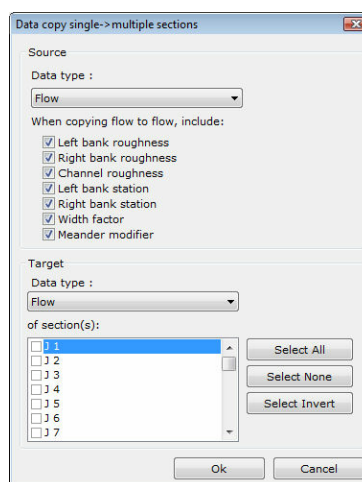 Data copy single->multiple sections
Source
Data type :
Flow
When copying flow to flow, include:
Left bank roughness
Right bank roughness
Channel roughness
Left bank station
Right bank station
Width factor
Meander modifier
Target
Data type :
Flow
of section(s):
J 1
J 2
J 3
J 4
J 5
J 6
J 7
Select All
Select None
Select Invert
Ok
Cancel